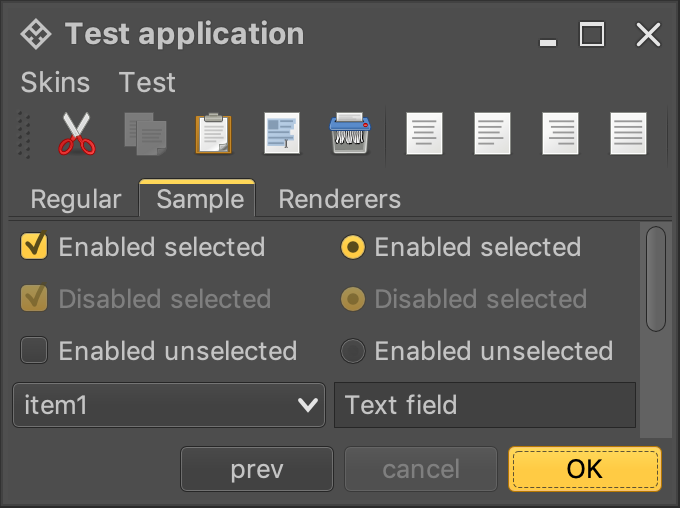 Test application
Skins Test
Regular Sample Renderers
Enabled selected Enabled selected
Disabled selected Disabled selected
Enabled unselected Enabled unselected
item1 Text field
prev cancel OK